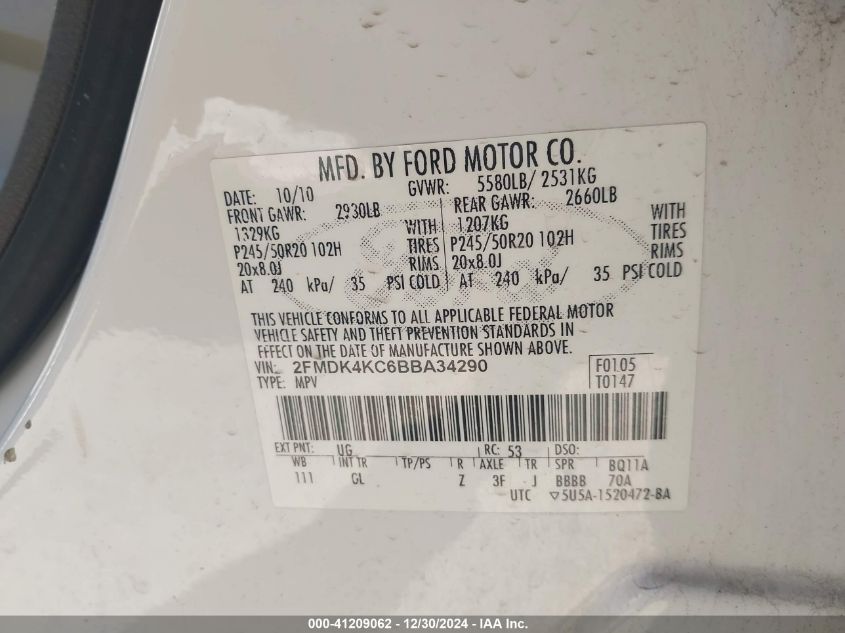 MFD. BY FORD MOTOR CO.
DATE: 10/10 GVWR: 5580LB/ 2531KG
FRONT GAWR: 2930LB REAR GAWR: 2660LB
1329KG WITH 1207KG WITH
P245/50R20 102H TIRES P245/50R20 102H TIRES
20x8.0J RIMS 20x8.0J RIMS
AT 240 kPa/ 35 PSI COLD AT 240 kPa/ 35 PSI COLD
THIS VEHICLE CONFORMS TO ALL APPLICABLE FEDERAL MOTOR
VEHICLE SAFETY AND THEFT PREVENTION STANDARDS IN
EFFECT ON THE DATE OF MANUFACTURE SHOWN ABOVE.
VIN: 2FMDK4KC6BBA34290 F0105
TYPE: MPV T0147
EXT PNT: UG RC: 53 DSO:
WB INT TR TP/PS R AXLE TR SPR BQ11A
111 GL Z 3F J BBBB 70A
UTC ▽5U5A-1520472-BA
000-41209062 - 12/30/2024 - IAA Inc.